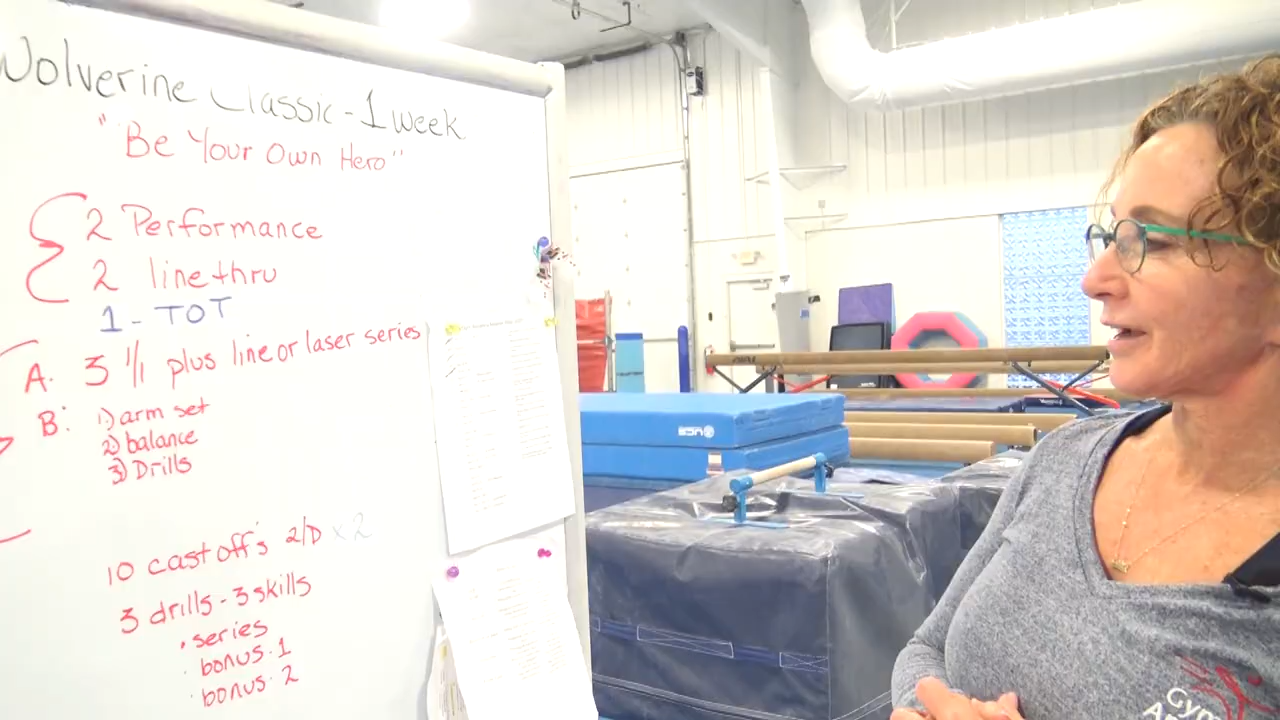 Wolverine Classic - 1 week
"Be Your Own Hero"
2 Performance
2 line thru
1 - TOT
A. 3 1/1 plus line or laser series
B: 1.) arm set
2) balance
3) Drills
10 cast off's 2/D x 2
3 drills - 3 skills
• series
• bonus • 1
• bonus • 2
UCS
Gym